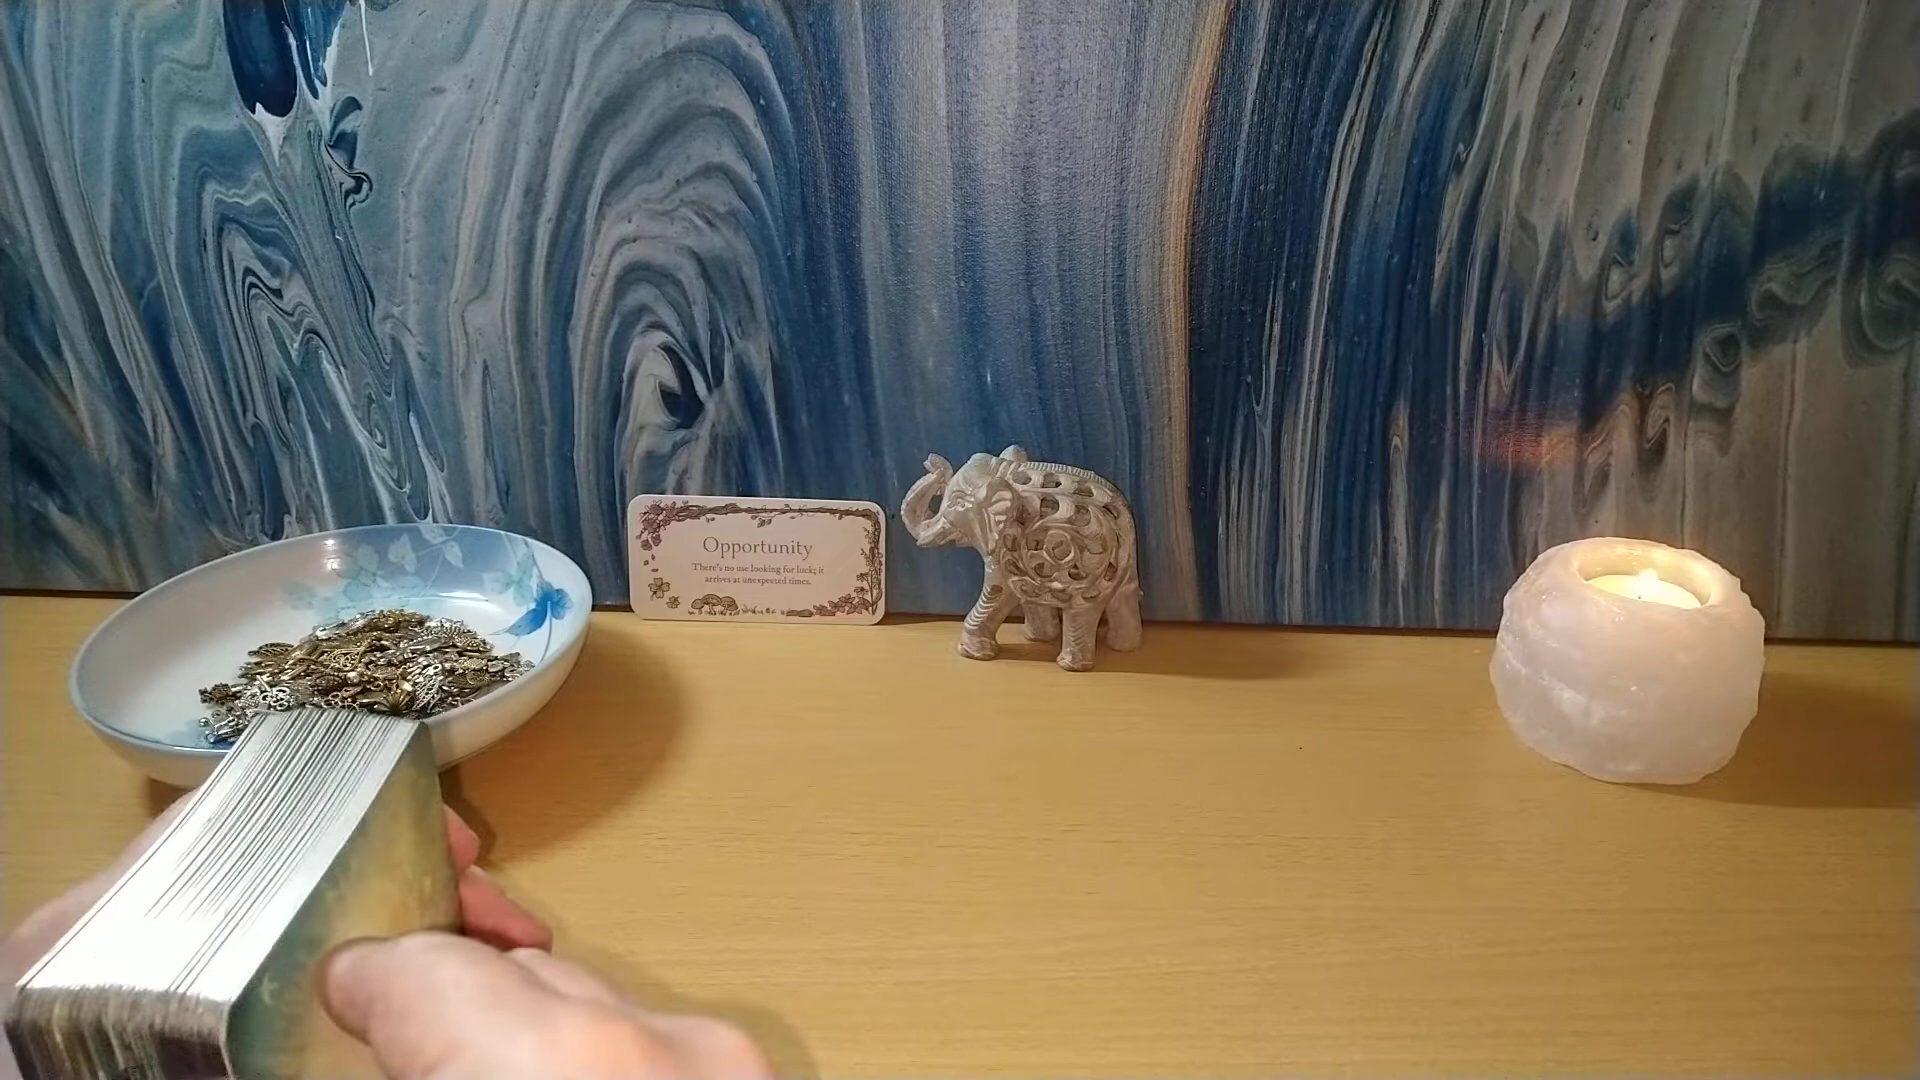 Opportunity
There's no use looking for luck; it
arrives at unexpected times.